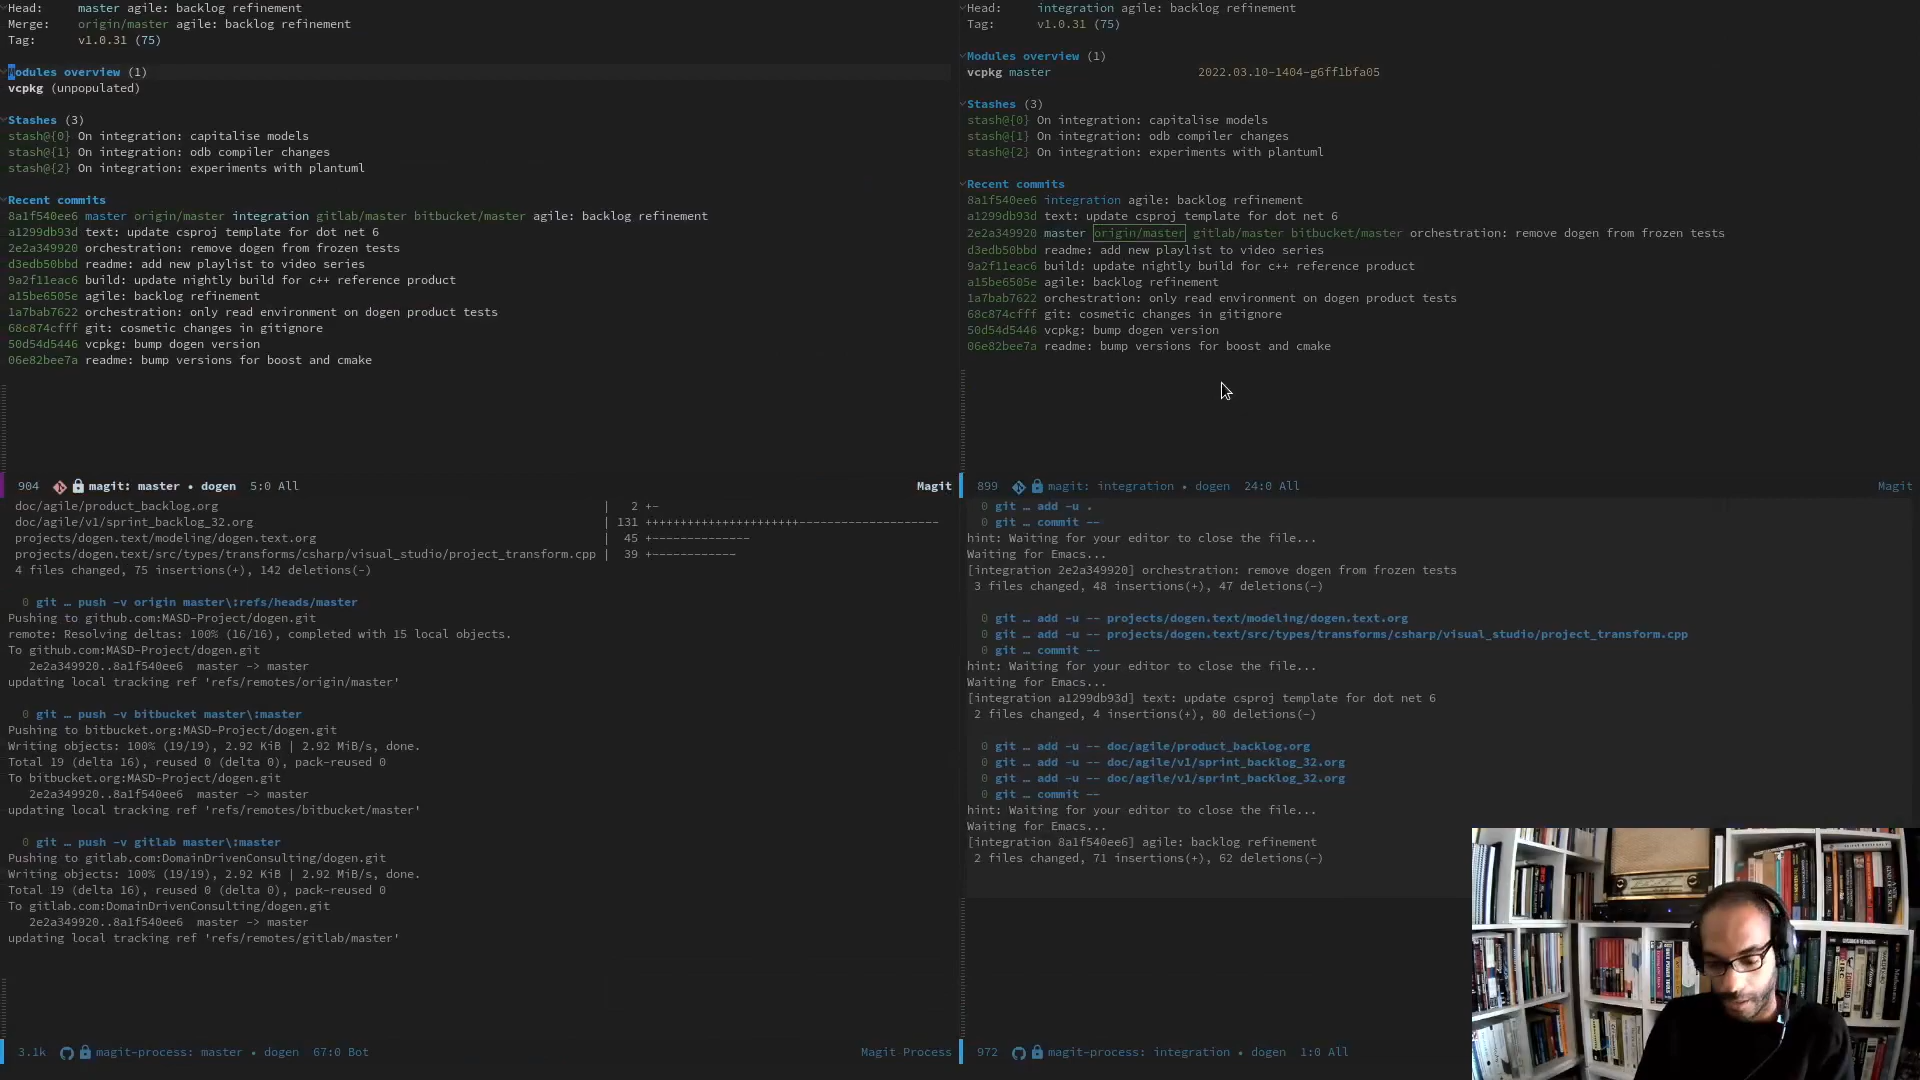 Head:     master agile: backlog refinement
Merge:    origin/master agile: backlog refinement
Tag:      v1.0.31 (75)
Modules overview (1)
vcpkg (unpopulated)
Stashes (3)
stash@{0} On integration: capitalise models
stash@{1} On integration: odb compiler changes
stash@{2} On integration: experiments with plantuml
Recent commits
8a1f540ee6 master origin/master integration gitlab/master bitbucket/master agile: backlog refinement
a1299db93d text: update csproj template for dot net 6
2e2a349920 orchestration: remove dogen from frozen tests
d3edb50bbd readme: add new playlist to video series
9a2f11eac6 build: update nightly build for c++ reference product
a15be6505e agile: backlog refinement
1a7bab7622 orchestration: only read environment on dogen product tests
68c874cfff git: cosmetic changes in gitignore
50d54d5446 vcpkg: bump dogen version
06e82bee7a readme: bump versions for boost and cmake
904 magit: master • dogen 5:0 All Magit
doc/agile/product_backlog.org | 2 +-
doc/agile/v1/sprint_backlog_32.org | 131 ++++++++++++++++++++++--------------------
projects/dogen.text/modeling/dogen.text.org | 45 +--------------
projects/dogen.text/src/types/transforms/csharp/visual_studio/project_transform.cpp | 39 +------------
4 files changed, 75 insertions(+), 142 deletions(-)
0 git … push -v origin master\:refs/heads/master
Pushing to github.com:MASD-Project/dogen.git
remote: Resolving deltas: 100% (16/16), completed with 15 local objects.
To github.com:MASD-Project/dogen.git
2e2a349920..8a1f540ee6  master -> master
updating local tracking ref 'refs/remotes/origin/master'
0 git … push -v bitbucket master\:master
Pushing to bitbucket.org:MASD-Project/dogen.git
Writing objects: 100% (19/19), 2.92 KiB | 2.92 MiB/s, done.
Total 19 (delta 16), reused 0 (delta 0), pack-reused 0
To bitbucket.org:MASD-Project/dogen.git
2e2a349920..8a1f540ee6  master -> master
updating local tracking ref 'refs/remotes/bitbucket/master'
0 git … push -v gitlab master\:master
Pushing to gitlab.com:DomainDrivenConsulting/dogen.git
Writing objects: 100% (19/19), 2.92 KiB | 2.92 MiB/s, done.
Total 19 (delta 16), reused 0 (delta 0), pack-reused 0
To gitlab.com:DomainDrivenConsulting/dogen.git
2e2a349920..8a1f540ee6  master -> master
updating local tracking ref 'refs/remotes/gitlab/master'
3.1k magit-process: master • dogen 67:0 Bot Magit Process
Head:     integration agile: backlog refinement
Tag:      v1.0.31 (75)
Modules overview (1)
vcpkg master 2022.03.10-1404-g6ff1bfa05
Stashes (3)
stash@{0} On integration: capitalise models
stash@{1} On integration: odb compiler changes
stash@{2} On integration: experiments with plantuml
Recent commits
8a1f540ee6 integration agile: backlog refinement
a1299db93d text: update csproj template for dot net 6
2e2a349920 master origin/master gitlab/master bitbucket/master orchestration: remove dogen from frozen tests
d3edb50bbd readme: add new playlist to video series
9a2f11eac6 build: update nightly build for c++ reference product
a15be6505e agile: backlog refinement
1a7bab7622 orchestration: only read environment on dogen product tests
68c874cfff git: cosmetic changes in gitignore
50d54d5446 vcpkg: bump dogen version
06e82bee7a readme: bump versions for boost and cmake
899 magit: integration • dogen 24:0 All Magit
0 git … add -u .
0 git … commit --
hint: Waiting for your editor to close the file...
Waiting for Emacs...
[integration 2e2a349920] orchestration: remove dogen from frozen tests
3 files changed, 48 insertions(+), 47 deletions(-)
0 git … add -u -- projects/dogen.text/modeling/dogen.text.org
0 git … add -u -- projects/dogen.text/src/types/transforms/csharp/visual_studio/project_transform.cpp
0 git … commit --
hint: Waiting for your editor to close the file...
Waiting for Emacs...
[integration a1299db93d] text: update csproj template for dot net 6
2 files changed, 4 insertions(+), 80 deletions(-)
0 git … add -u -- doc/agile/product_backlog.org
0 git … add -u -- doc/agile/v1/sprint_backlog_32.org
0 git … add -u -- doc/agile/v1/sprint_backlog_32.org
0 git … commit --
hint: Waiting for your editor to close the file...
Waiting for Emacs...
[integration 8a1f540ee6] agile: backlog refinement
2 files changed, 71 insertions(+), 62 deletions(-)
972 magit-process: integration • dogen 1:0 All